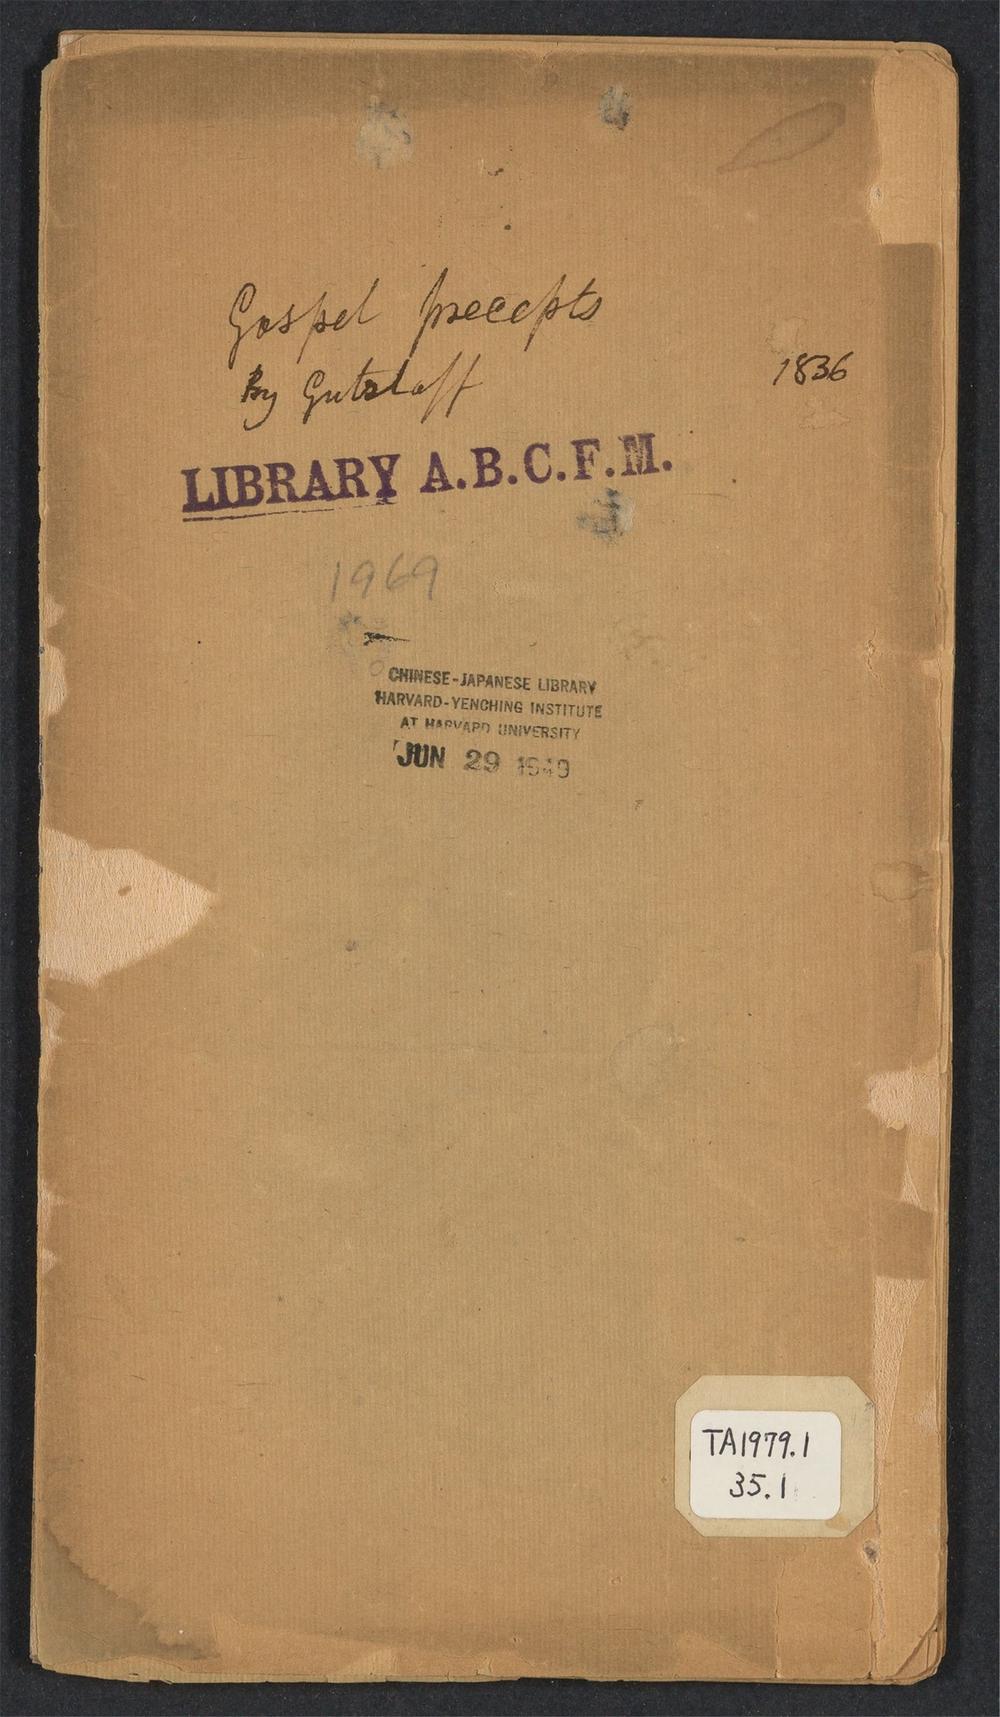 Gospel precepts
By Gutzlaff
1836
LIBRARY A.B.C.F.M.
1969
CHINESE-JAPANESE LIBRARY
HARVARD-YENCHING INSTITUTE
AT HARVARD UNIVERSITY
JUN 29 1949
TA1979.1
35.1